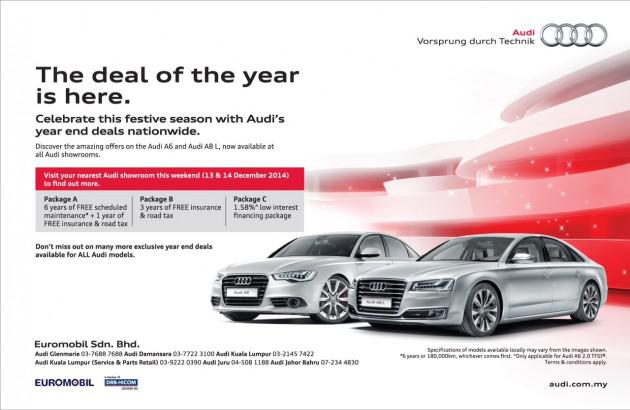 Audi
Vorsprung durch Technik
The deal of the year
is here.
Celebrate this festive season with Audi's
year end deals nationwide.
Discover the amazing offers on the Audi A6 and Audi A8 L, now available at
all Audi showrooms.
Visit your nearest Audi showroom this weekend (13 & 14 December 2014)
to find out more.
Package A
6 years of FREE scheduled
maintenance* + 1 year of
FREE insurance & road tax
Package B
3 years of FREE insurance
& road tax
Package C
1.58%^ low interest
financing package
Don't miss out on many more exclusive year end deals
available for ALL Audi models.
Audi A6
Audi A8 L
Euromobil Sdn. Bhd.
Audi Glenmarie 03-7688 7688 Audi Damansara 03-7722 3100 Audi Kuala Lumpur 03-2145 7422
Audi Kuala Lumpur (Service & Parts Retail) 03-9222 0390 Audi Juru 04-508 1188 Audi Johor Bahru 07-234 4830
Specifications of models available locally may vary from the images shown.
*6 years or 180,000km, whichever comes first. ^Only applicable for Audi A6 2.0 TFSI*.
Terms & conditions apply.
EUROMOBIL
A Member Of
DRB-HICOM
audi.com.my